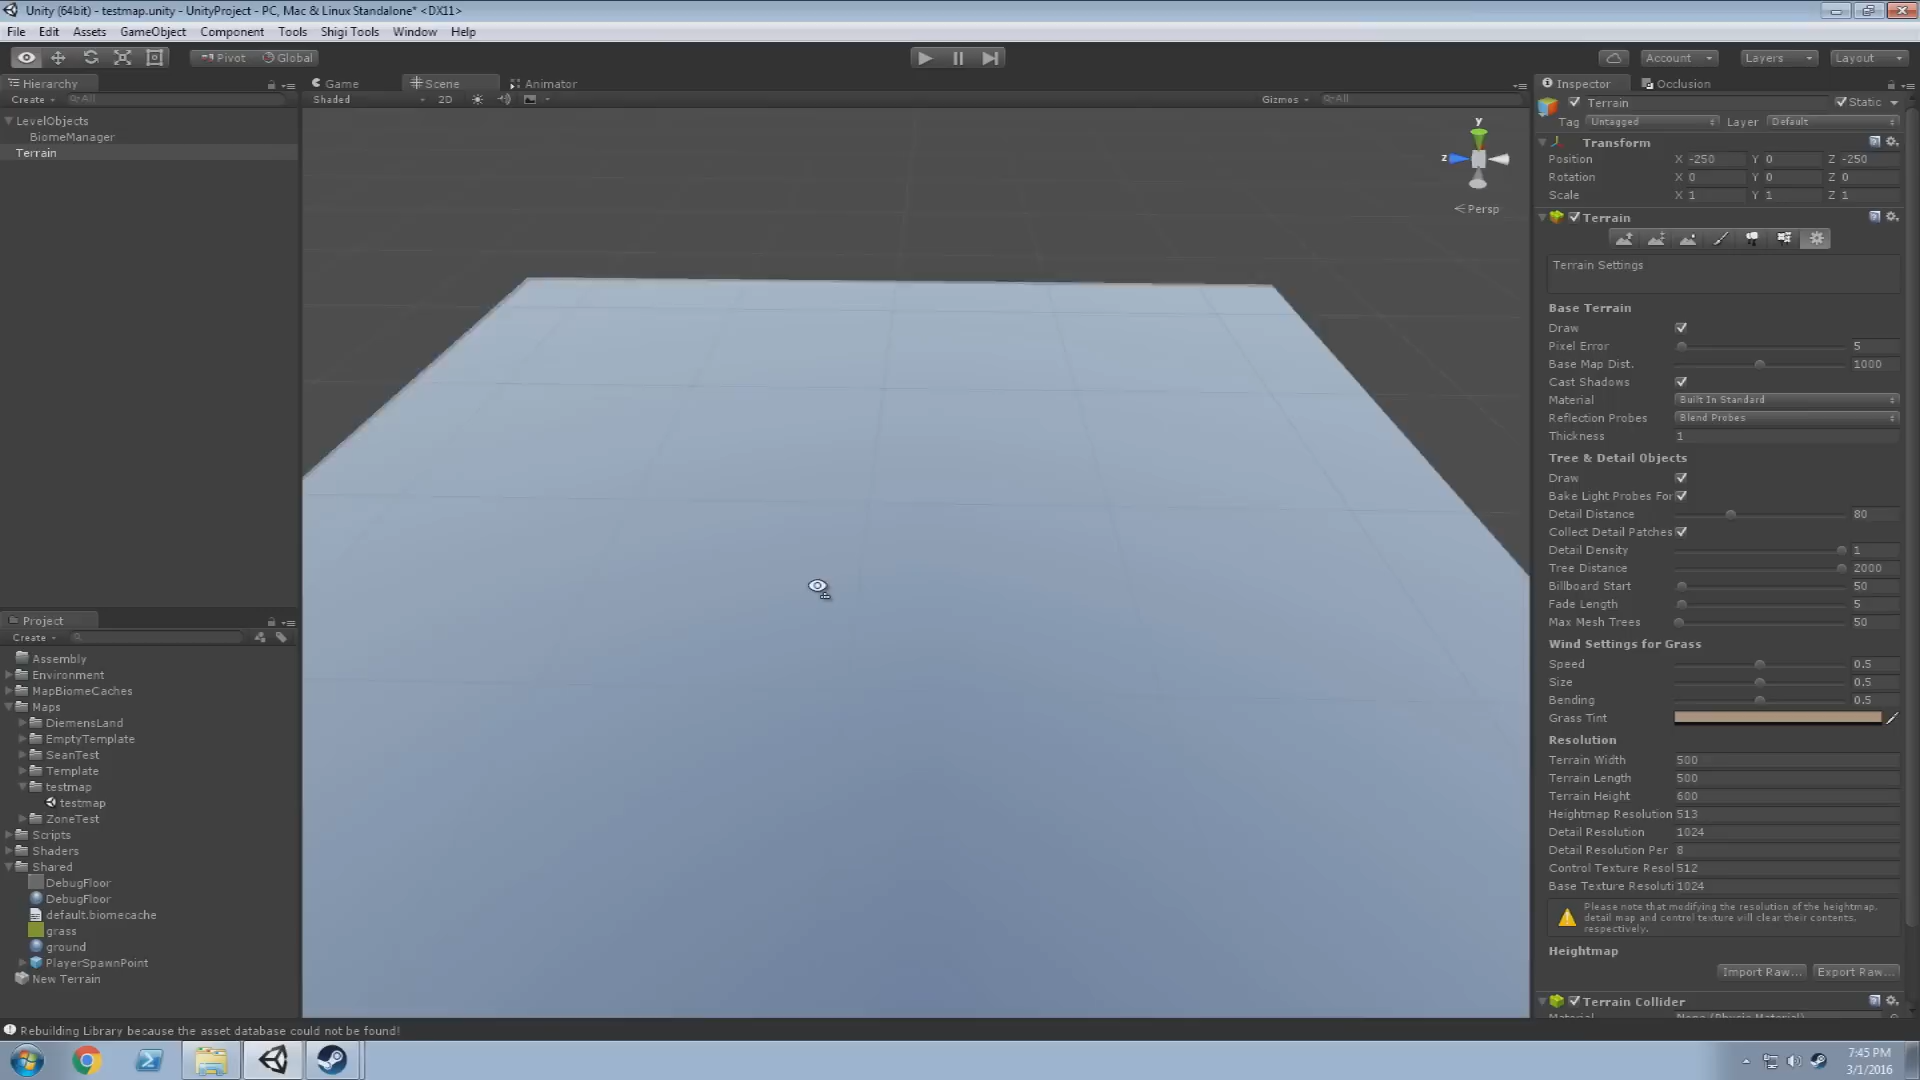 Unity (64bit) - testmap.unity - UnityProject - PC, Mac & Linux Standalone* <DX11>
File Edit Assets GameObject Component Tools Shigi Tools Window Help
Pivot Global Account Layers Layout
Hierarchy
Create All
LevelObjects
BiomeManager
Terrain
Game Scene Animator
Shaded 2D Gizmos All
y
z
Persp
Project
Create
Assembly
Environment
MapBiomeCaches
Maps
DiemensLand
EmptyTemplate
SeanTest
Template
testmap
testmap
ZoneTest
Scripts
Shaders
Shared
DebugFloor
DebugFloor
default.biomecache
grass
ground
PlayerSpawnPoint
New Terrain
Inspector Occlusion
Terrain Static
Tag Untagged Layer Default
Transform
Position X -250 Y 0 Z -250
Rotation X 0 Y 0 Z 0
Scale X 1 Y 1 Z 1
Terrain
Terrain Settings
Base Terrain
Draw
Pixel Error 5
Base Map Dist. 1000
Cast Shadows
Material Built In Standard
Reflection Probes Blend Probes
Thickness 1
Tree & Detail Objects
Draw
Bake Light Probes For
Detail Distance 80
Collect Detail Patches
Detail Density 1
Tree Distance 2000
Billboard Start 50
Fade Length 5
Max Mesh Trees 50
Wind Settings for Grass
Speed 0.5
Size 0.5
Bending 0.5
Grass Tint
Resolution
Terrain Width 500
Terrain Length 500
Terrain Height 600
Heightmap Resolution 513
Detail Resolution 1024
Detail Resolution Per 8
Control Texture Resol 512
Base Texture Resoluti 1024
Please note that modifying the resolution of the heightmap,
detail map and control texture will clear their contents,
respectively.
Heightmap
Import Raw... Export Raw...
Terrain Collider
Material None (Physic Material)
Rebuilding Library because the asset database could not be found!
7:45 PM
3/1/2016